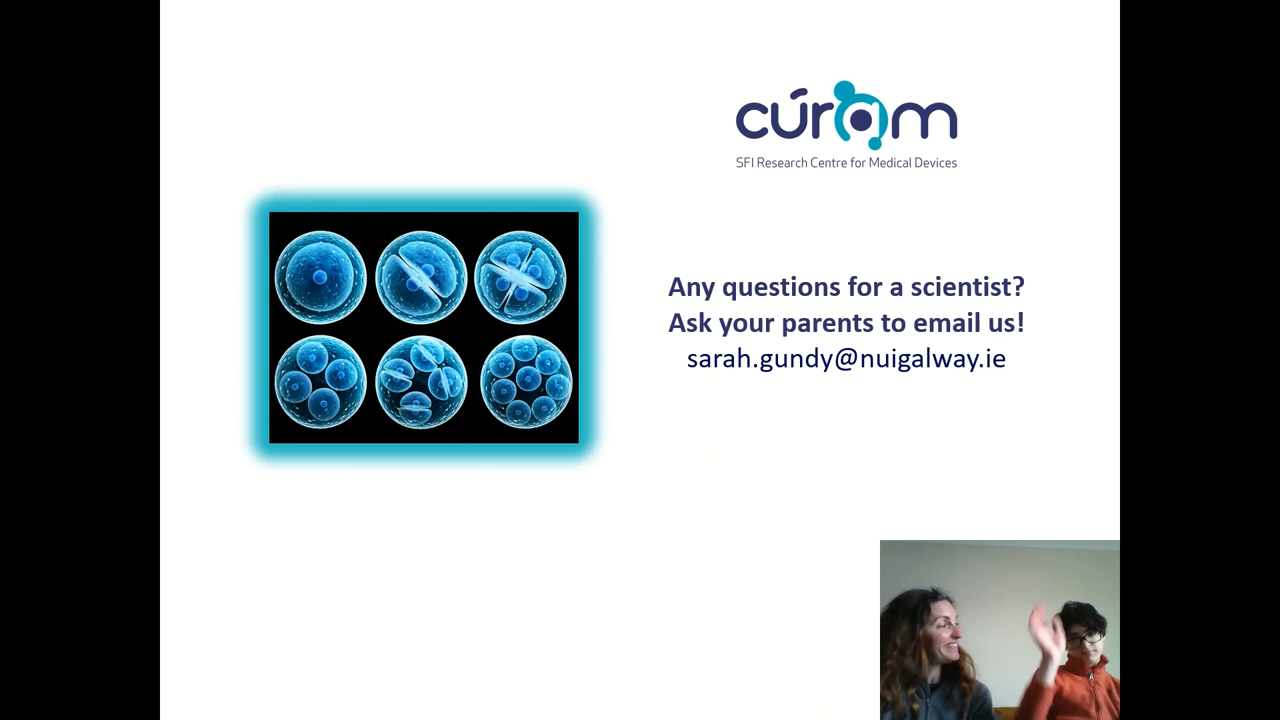 cúram
SFI Research Centre for Medical Devices
Any questions for a scientist?
Ask your parents to email us!
sarah.gundy@nuigalway.ie